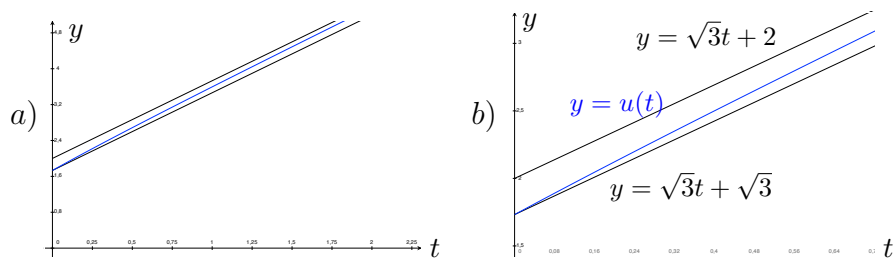 a)
y
4,8
4
3,2
2,4
1,6
0,8
0 0,25 0,5 0,75 1 1,25 1,5 1,75 2 2,25
t
b)
y
3
2,5
2
1,5
y = √3t + 2
y = u(t)
y = √3t + √3
0 0,08 0,16 0,24 0,32 0,4 0,48 0,56 0,64
t